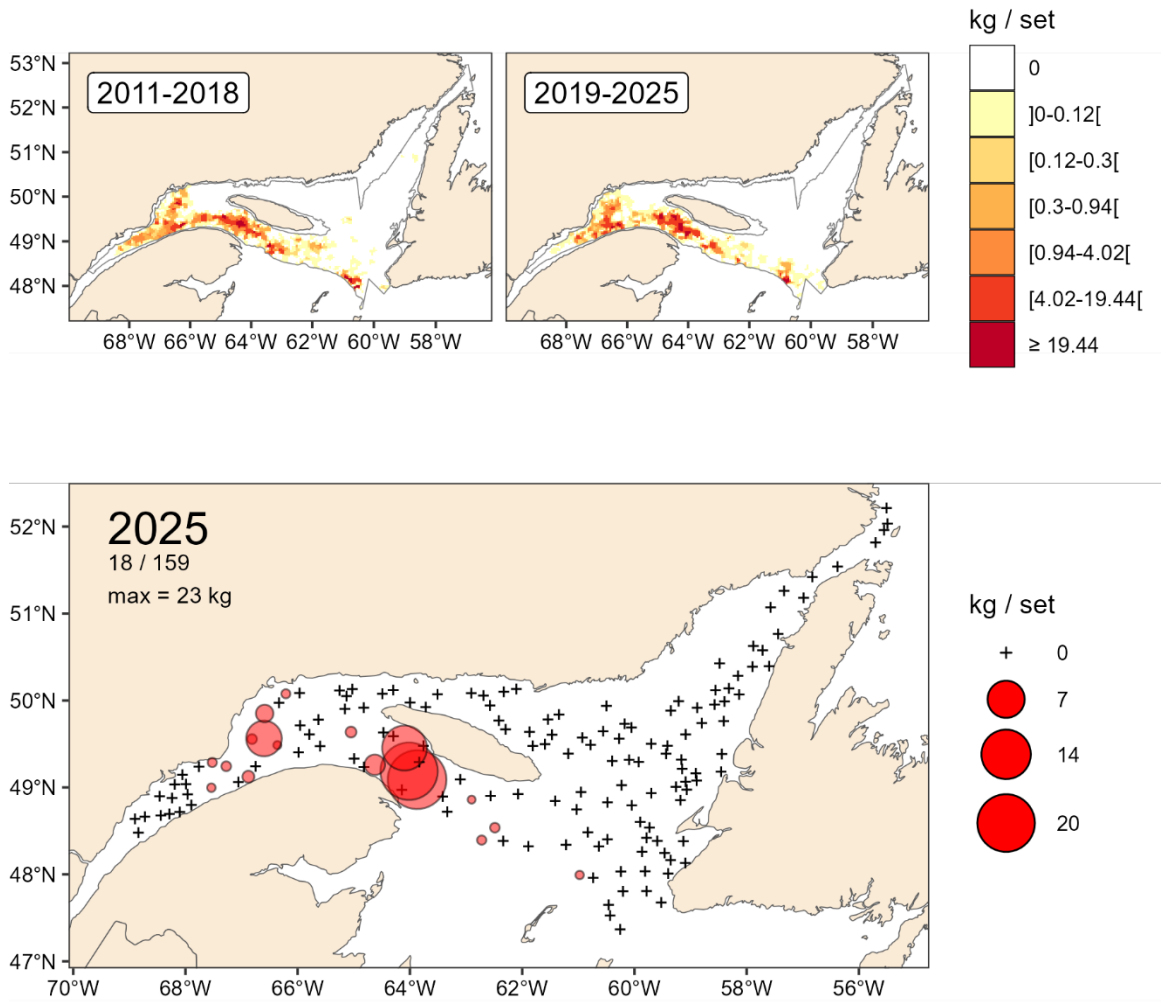 kg / set
53°N
52°N
51°N
50°N
49°N
48°N
2011-2018
2019-2025
0
]0-0.12[
[0.12-0.3[
[0.3-0.94[
[0.94-4.02[
[4.02-19.44[
≥ 19.44
68°W 66°W 64°W 62°W 60°W 58°W
68°W 66°W 64°W 62°W 60°W 58°W
2025
18 / 159
max = 23 kg
52°N
51°N
50°N
49°N
48°N
47°N
70°W 68°W 66°W 64°W 62°W 60°W 58°W 56°W
kg / set
0
7
14
20